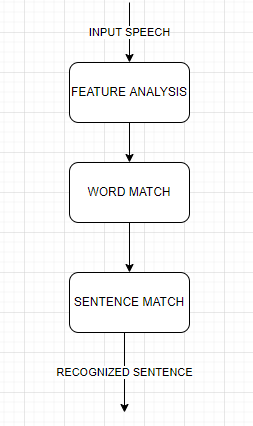 INPUT SPEECH
FEATURE ANALYSIS
WORD MATCH
SENTENCE MATCH
RECOGNIZED SENTENCE